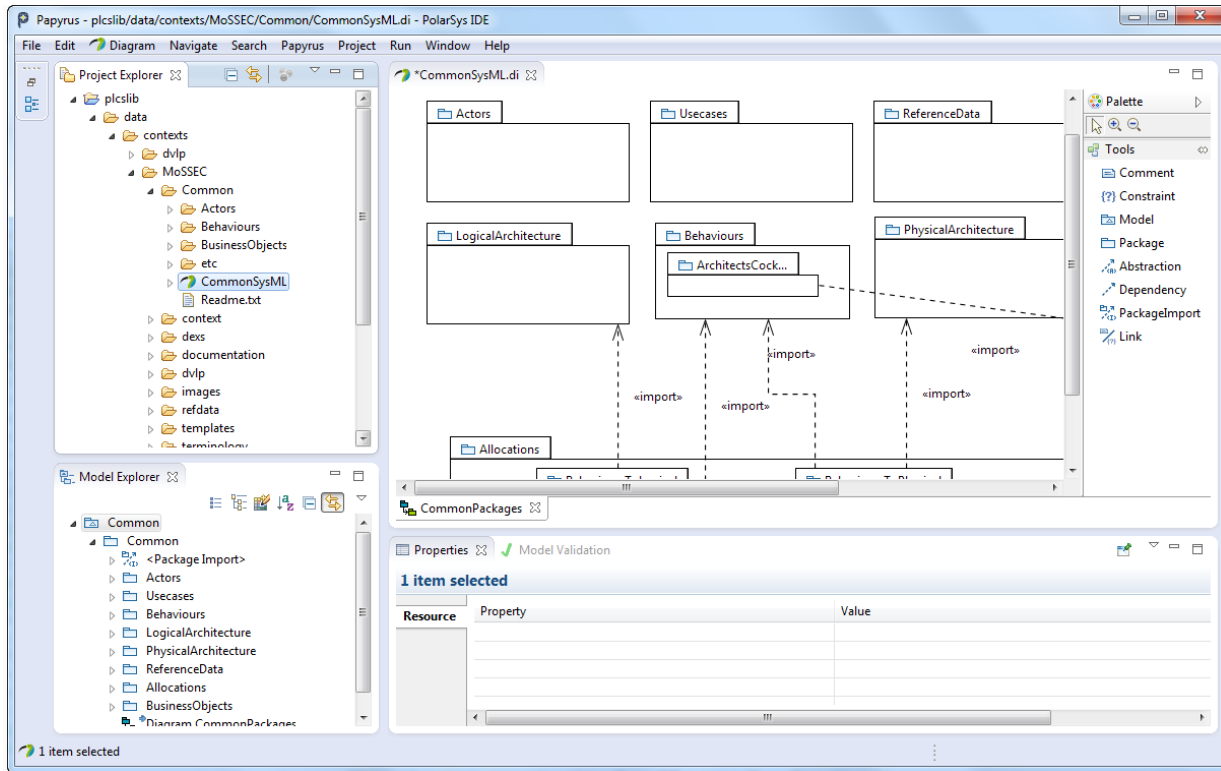 Papyrus - plcslib/data/contexts/MoSSEC/Common/CommonSysML.di - PolarSys IDE
File Edit Diagram Navigate Search Papyrus Project Run Window Help
Project Explorer
plcslib
data
contexts
dvlp
MoSSEC
Common
Actors
Behaviours
BusinessObjects
etc
CommonSysML
Readme.txt
context
dexs
documentation
dvlp
images
refdata
templates
terminology
Model Explorer
Common
Common
<Package Import>
Actors
Usecases
Behaviours
LogicalArchitecture
PhysicalArchitecture
ReferenceData
Allocations
BusinessObjects
Diagram CommonPackages
*CommonSysML.di
Actors
Usecases
ReferenceData
LogicalArchitecture
Behaviours
PhysicalArchitecture
ArchitectsCock...
«import»
«import»
«import»
«import»
«import»
Allocations
CommonPackages
Palette
Tools
Comment
{?} Constraint
Model
Package
Abstraction
Dependency
PackageImport
Link
Properties
Model Validation
1 item selected
Resource
Property
Value
1 item selected